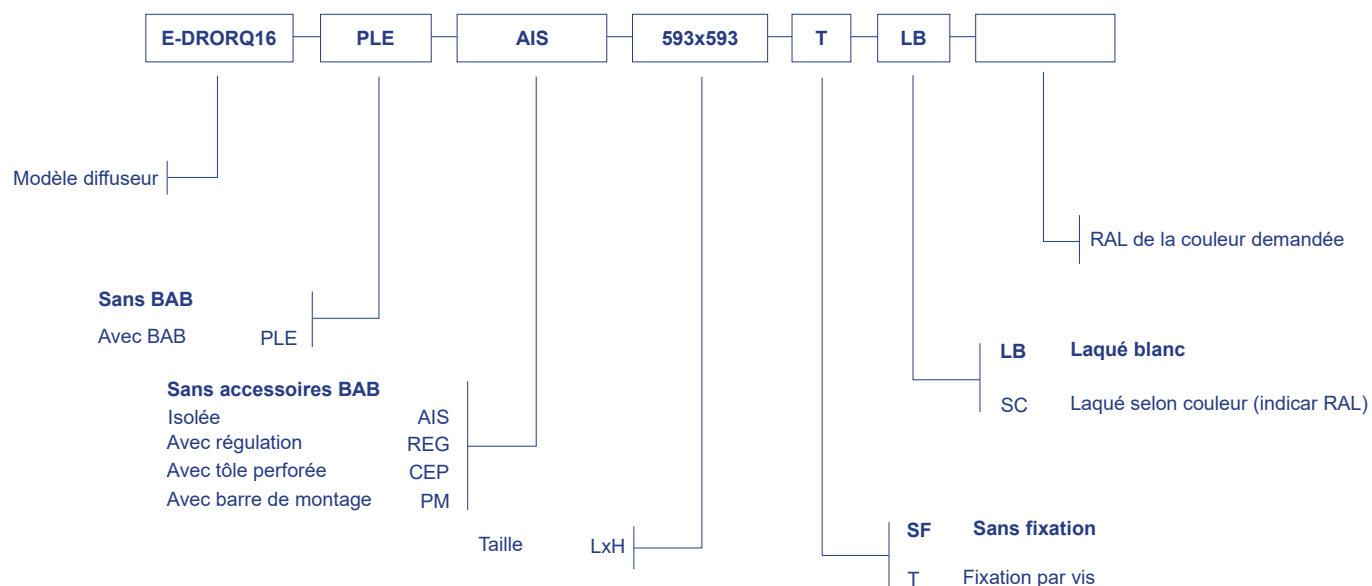 E-DRORQ16 PLE AIS 593x593 T LB
Modèle diffuseur
RAL de la couleur demandée
Sans BAB
Avec BAB PLE
LB Laqué blanc
SC Laqué selon couleur (indicar RAL)
Sans accessoires BAB
Isolée AIS
Avec régulation REG
Avec tôle perforée CEP
Avec barre de montage PM
Taille LxH
SF Sans fixation
T Fixation par vis